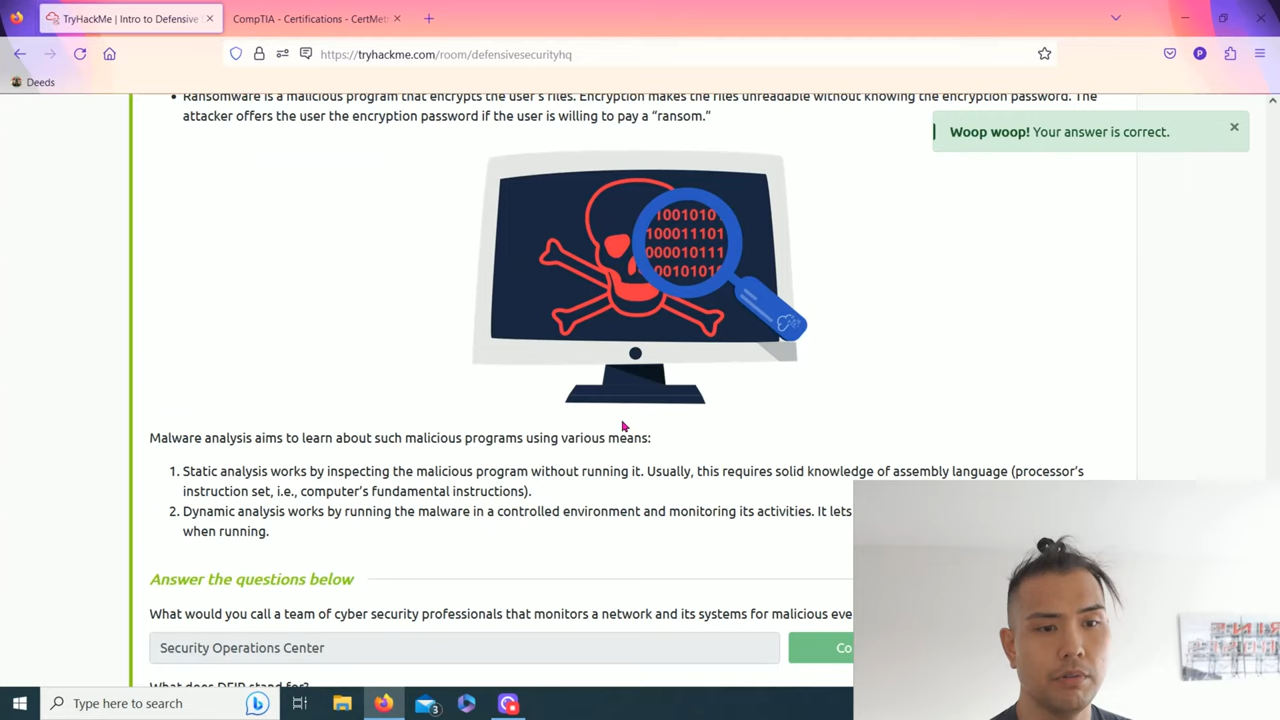 TryHackMe | Intro to Defensive
CompTIA - Certifications - CertMet
https://tryhackme.com/room/defensivesecurityhq
Deeds
Ransomware is a malicious program that encrypts the user's files. Encryption makes the files unreadable without knowing the encryption password. The
attacker offers the user the encryption password if the user is willing to pay a “ransom.”
Woop woop! Your answer is correct.
1001010
100011101
000010111
00101010
Malware analysis aims to learn about such malicious programs using various means:
1. Static analysis works by inspecting the malicious program without running it. Usually, this requires solid knowledge of assembly language (processor’s
instruction set, i.e., computer’s fundamental instructions).
2. Dynamic analysis works by running the malware in a controlled environment and monitoring its activities. It lets
when running.
Answer the questions below
What would you call a team of cyber security professionals that monitors a network and its systems for malicious eve
Security Operations Center
Co
What does DFIR stand for?
Type here to search
3
P